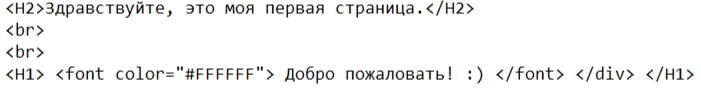 <H2>Здравствуйте, это моя первая страница.</H2>
<br>
<br>
<H1> <font color="#FFFFFF"> Добро пожаловать! :) </font> </div> </H1>